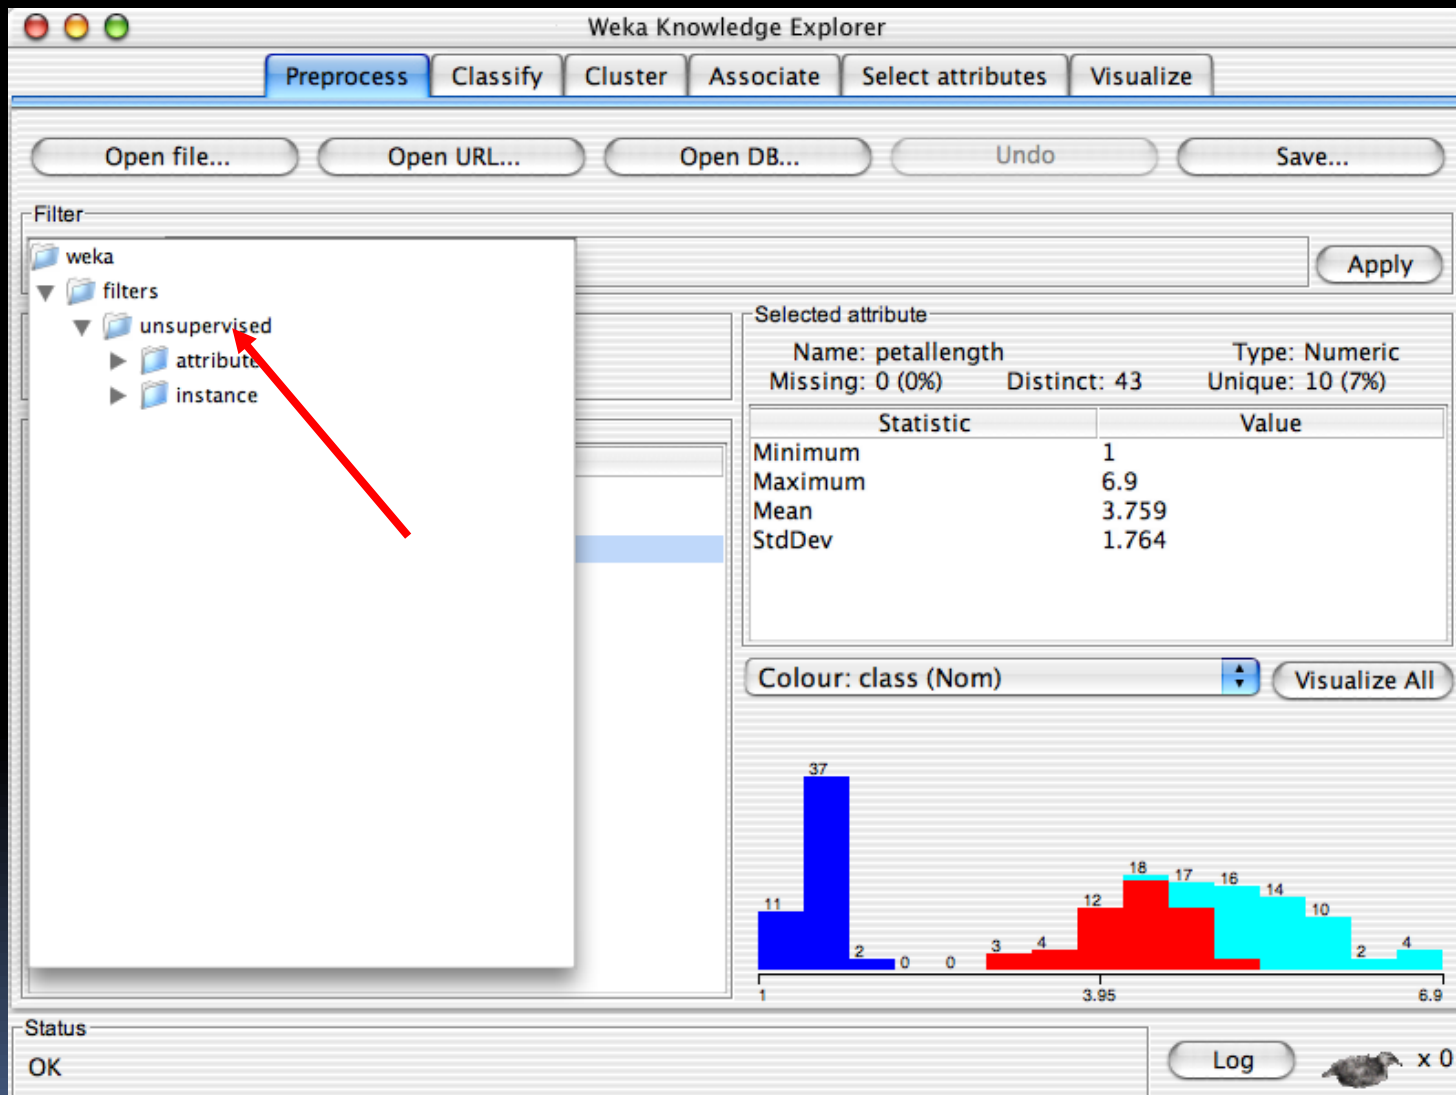 Weka Knowledge Explorer
Preprocess Classify Cluster Associate Select attributes Visualize
Open file... Open URL... Open DB... Undo Save...
Filter
weka
Apply
filters
unsupervised
attribute
instance
Selected attribute
Name: petallength Type: Numeric
Missing: 0 (0%) Distinct: 43 Unique: 10 (7%)
Statistic Value
Minimum 1
Maximum 6.9
Mean 3.759
StdDev 1.764
Colour: class (Nom) Visualize All
37
18 17 16 14
11 12 10
2 0 0 3 4 2 4
1 3.95 6.9
Status
OK
Log x 0